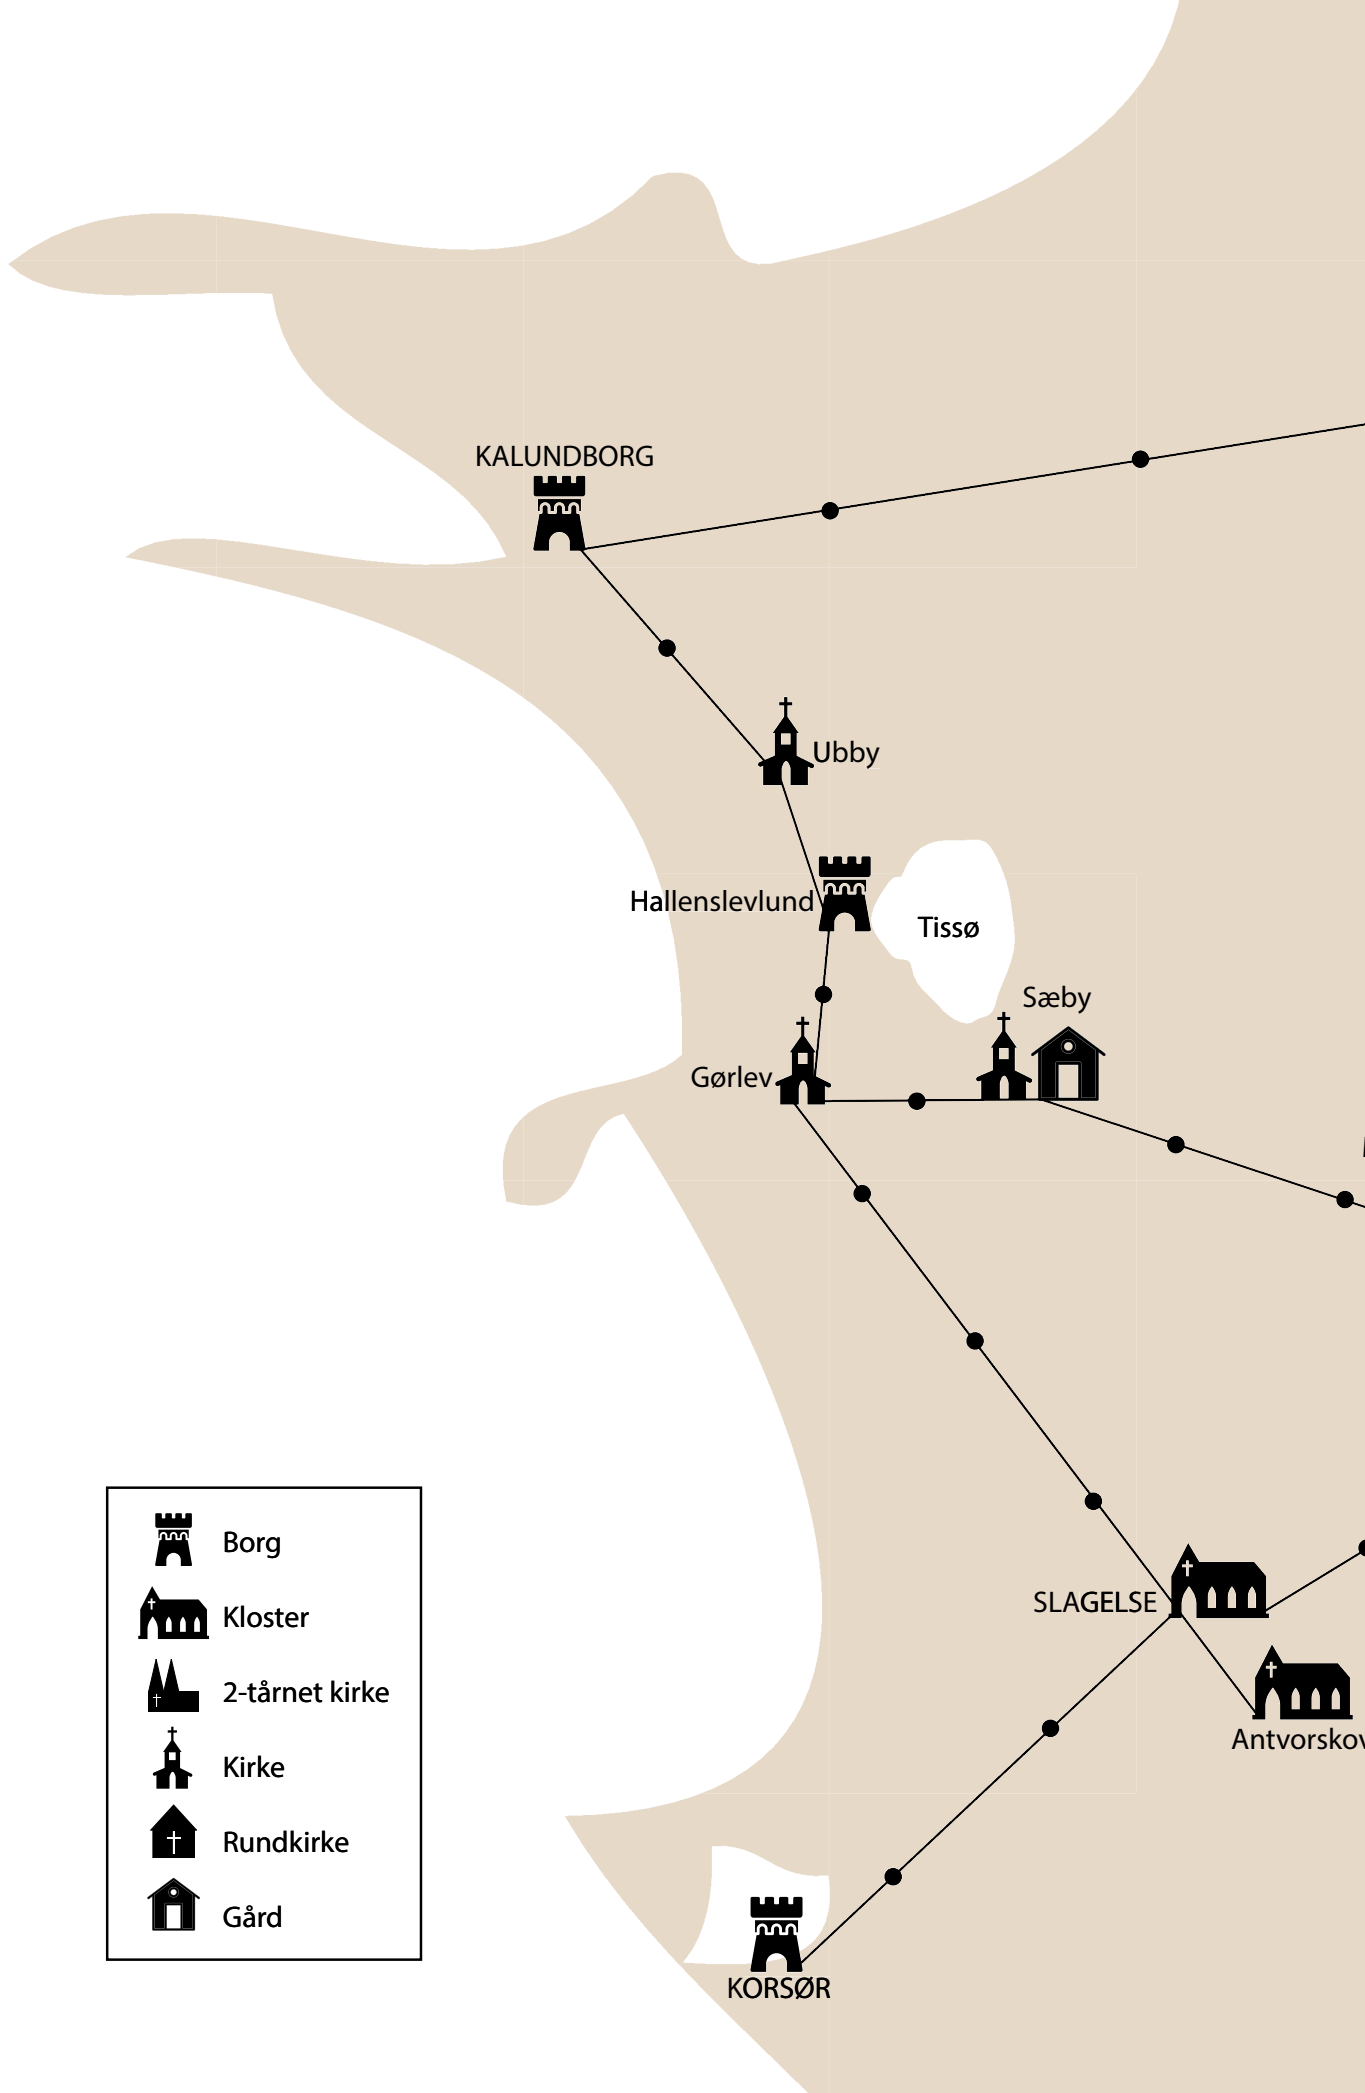 KALUNDBORG
Ubby
Hallenslevlund
Tissø
Sæby
Gørlev
SLAGELSE
Antvorskov
KORSØR
Borg
Kloster
2-tårnet kirke
Kirke
Rundkirke
Gård